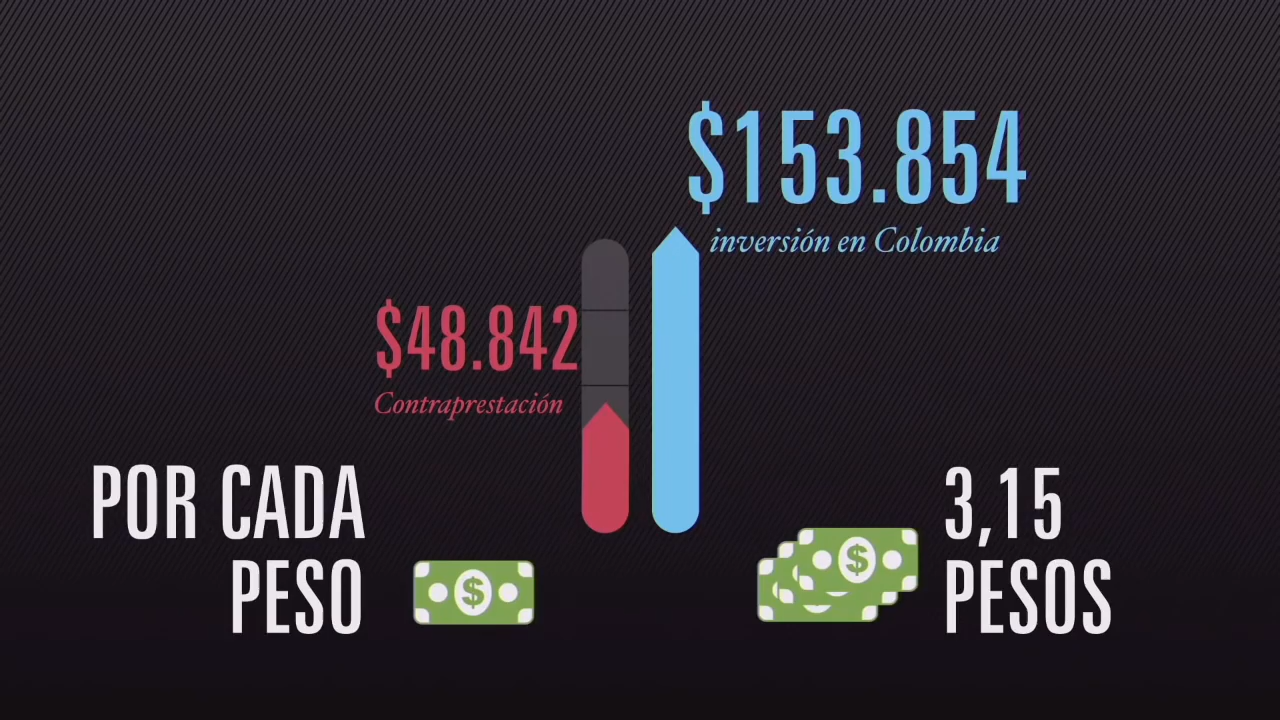 $153.854
inversión en Colombia
$48.842
Contraprestación
POR CADA
PESO
$
$
3,15
PESOS